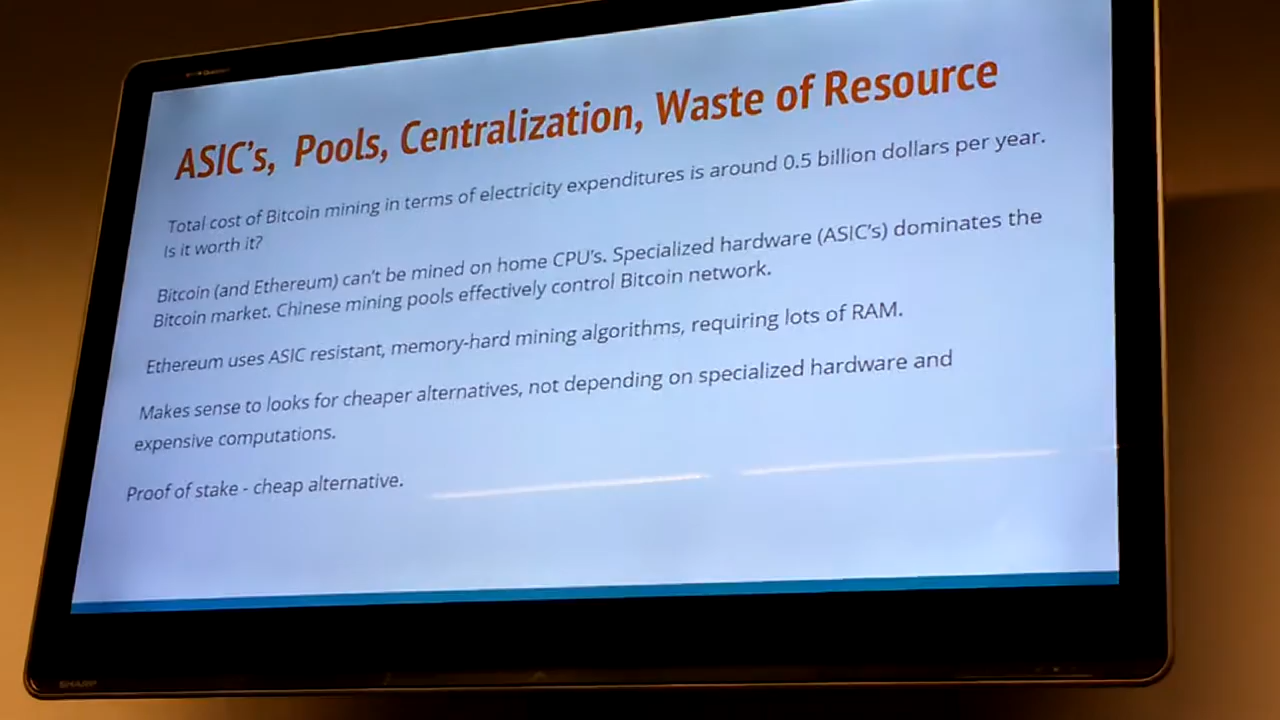 ASIC's, Pools, Centralization, Waste of Resource
Total cost of Bitcoin mining in terms of electricity expenditures is around 0.5 billion dollars per year.
Is it worth it?
Bitcoin (and Ethereum) can't be mined on home CPU's. Specialized hardware (ASIC's) dominates the
Bitcoin market. Chinese mining pools effectively control Bitcoin network.
Ethereum uses ASIC resistant, memory-hard mining algorithms, requiring lots of RAM.
Makes sense to looks for cheaper alternatives, not depending on specialized hardware and
expensive computations.
Proof of stake - cheap alternative.
SHARP